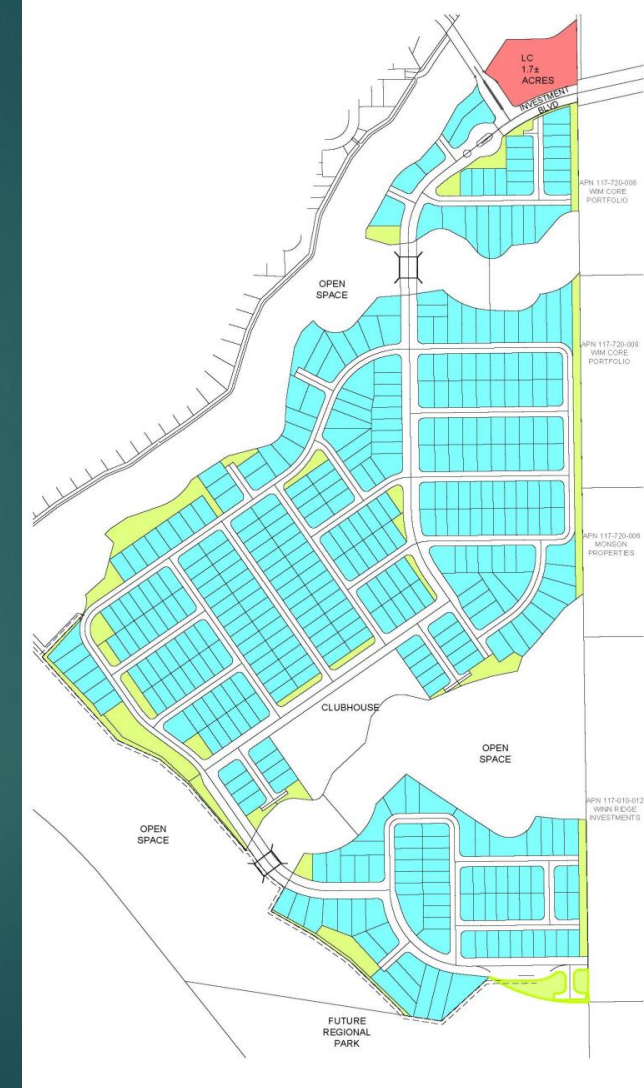 LC
1.7±
ACRES
INVESTMENT
BLVD
APN 117-720-006
WIM CORE
PORTFOLIO
OPEN
SPACE
APN 117-720-008
WIM CORE
PORTFOLIO
APN 117-720-006
MONSON
PROPERTIES
CLUBHOUSE
OPEN
SPACE
APN 117-010-012
WINN RIDGE
INVESTMENTS
OPEN
SPACE
FUTURE
REGIONAL
PARK